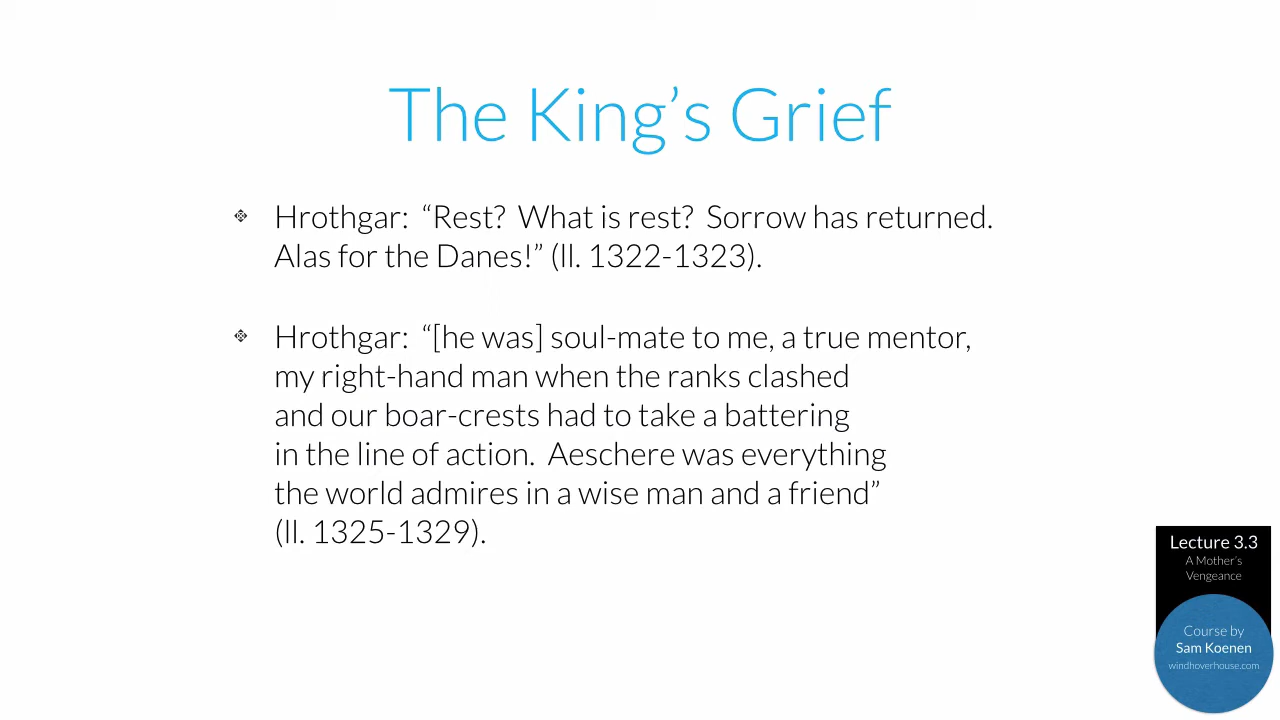 The King’s Grief
Hrothgar:  “Rest?  What is rest?  Sorrow has returned.
Alas for the Danes!” (ll. 1322-1323).
Hrothgar:  “[he was] soul-mate to me, a true mentor,
my right-hand man when the ranks clashed
and our boar-crests had to take a battering
in the line of action.  Aeschere was everything
the world admires in a wise man and a friend”
(ll. 1325-1329).
Lecture 3.3
A Mother’s
Vengeance
Course by
Sam Koenen
windhoverhouse.com